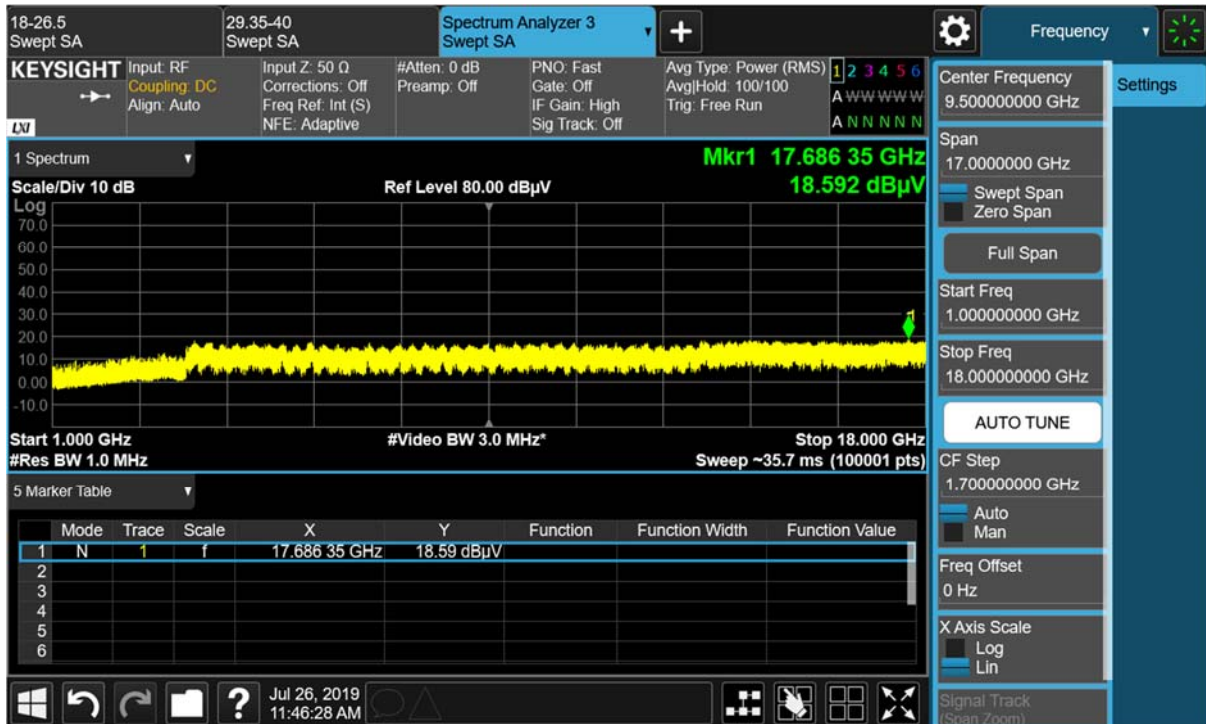 18-26.5
Swept SA
29.35-40
Swept SA
Spectrum Analyzer 3
Swept SA
Frequency
KEYSIGHT
LXI
Input: RF
Coupling: DC
Align: Auto
Input Z: 50 Ω
Corrections: Off
Freq Ref: Int (S)
NFE: Adaptive
#Atten: 0 dB
Preamp: Off
PNO: Fast
Gate: Off
IF Gain: High
Sig Track: Off
Avg Type: Power (RMS)
Avg|Hold: 100/100
Trig: Free Run
1 2 3 4 5 6
A W W W W W
A N N N N N
1 Spectrum
Mkr1 17.686 35 GHz
18.592 dBµV
Scale/Div 10 dB
Ref Level 80.00 dBµV
Log
70.0
60.0
50.0
40.0
30.0
20.0
10.0
0.00
-10.0
1
Start 1.000 GHz
#Video BW 3.0 MHz*
Stop 18.000 GHz
#Res BW 1.0 MHz
Sweep ~35.7 ms (100001 pts)
5 Marker Table
Mode Trace Scale X Y Function Function Width Function Value
1 N 1 f 17.686 35 GHz 18.59 dBµV
2
3
4
5
6
?
Jul 26, 2019
11:46:28 AM
Center Frequency
9.500000000 GHz
Span
17.0000000 GHz
Swept Span
Zero Span
Full Span
Start Freq
1.000000000 GHz
Stop Freq
18.000000000 GHz
AUTO TUNE
CF Step
1.700000000 GHz
Auto
Man
Freq Offset
0 Hz
X Axis Scale
Log
Lin
Signal Track
(Span Zoom)
Settings